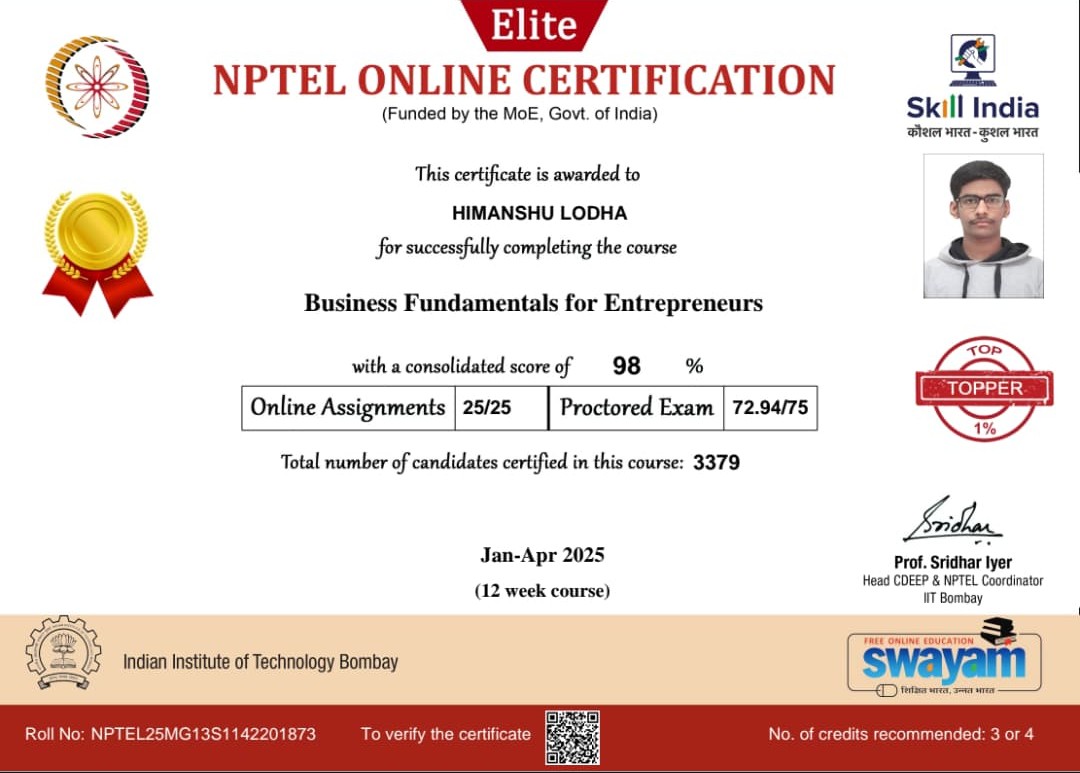 Elite
NPTEL ONLINE CERTIFICATION
(Funded by the MoE, Govt. of India)
Skill India
कौशल भारत - कुशल भारत
This certificate is awarded to
HIMANSHU LODHA
for successfully completing the course
Business Fundamentals for Entrepreneurs
with a consolidated score of 98 %
Online Assignments 25/25 Proctored Exam 72.94/75
TOP
TOPPER
1%
Total number of candidates certified in this course: 3379
Sridhar
Jan-Apr 2025
(12 week course)
Prof. Sridhar Iyer
Head CDEEP & NPTEL Coordinator
IIT Bombay
Indian Institute of Technology Bombay
FREE ONLINE EDUCATION
swayam
शिक्षित भारत, उन्नत भारत
Roll No: NPTEL25MG13S1142201873 To verify the certificate No. of credits recommended: 3 or 4